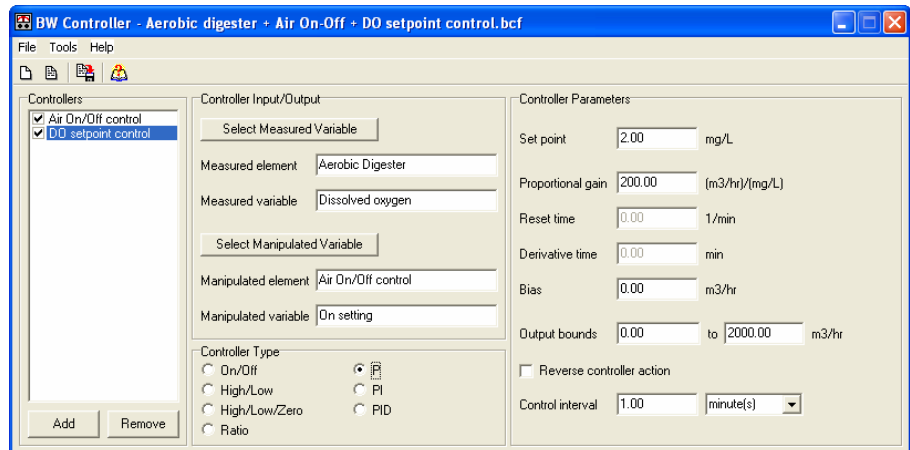 BW Controller - Aerobic digester + Air On-Off + DO setpoint control.bcf
File Tools Help
Controllers
Air On/Off control
DO setpoint control
Add Remove
Controller Input/Output
Select Measured Variable
Measured element Aerobic Digester
Measured variable Dissolved oxygen
Select Manipulated Variable
Manipulated element Air On/Off control
Manipulated variable On setting
Controller Type
On/Off P
High/Low PI
High/Low/Zero PID
Ratio
Controller Parameters
Set point 2.00 mg/L
Proportional gain 200.00 (m3/hr)/(mg/L)
Reset time 0.00 1/min
Derivative time 0.00 min
Bias 0.00 m3/hr
Output bounds 0.00 to 2000.00 m3/hr
Reverse controller action
Control interval 1.00 minute(s)